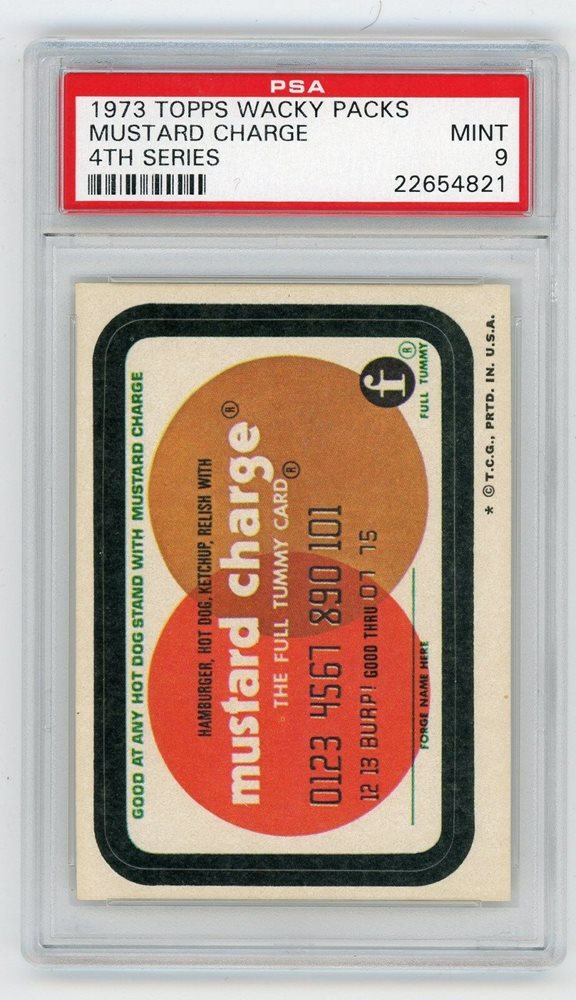 PSA
1973 TOPPS WACKY PACKS
MUSTARD CHARGE MINT
4TH SERIES 9
22654821
GOOD AT ANY HOT DOG STAND WITH MUSTARD CHARGE
HAMBURGER, HOT DOG, KETCHUP, RELISH WITH
mustard charge®
THE FULL TUMMY CARD®
0123 4567 890 101
12 13 BURP! GOOD THRU 07 75
FORGE NAME HERE
f®
FULL TUMMY
* © T.C.G., PRTD. IN. U.S.A.